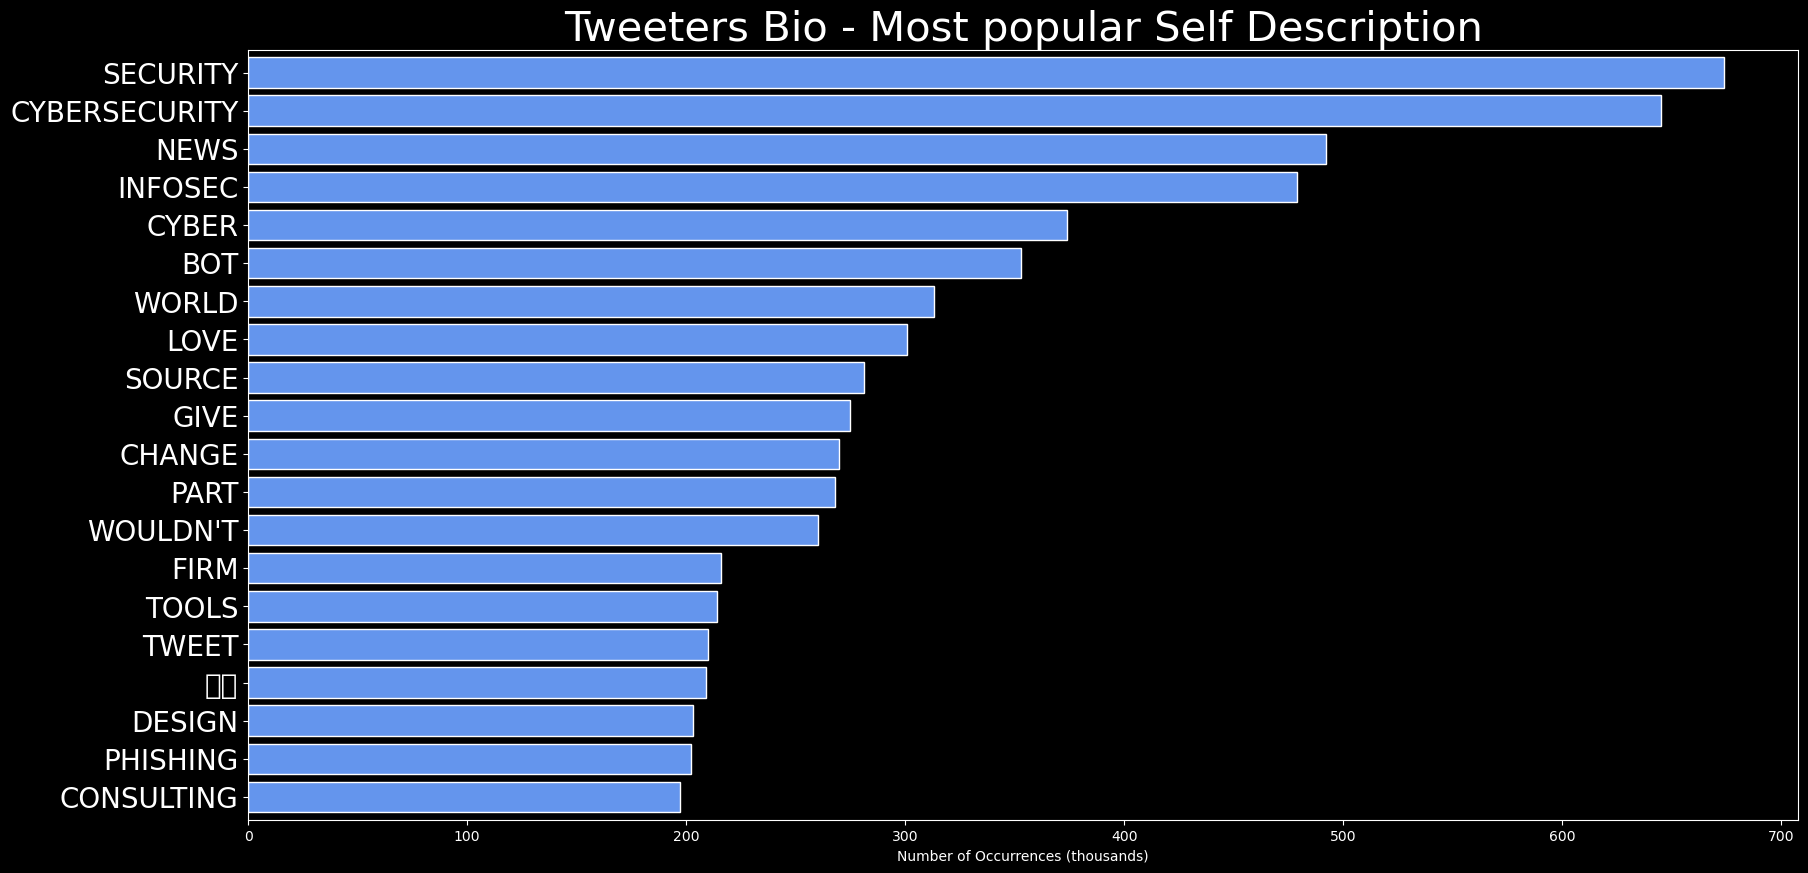 Tweeters Bio - Most popular Self Description
SECURITY
CYBERSECURITY
NEWS
INFOSEC
CYBER
BOT
WORLD
LOVE
SOURCE
GIVE
CHANGE
PART
WOULDN'T
FIRM
TOOLS
TWEET
DESIGN
PHISHING
CONSULTING
0 100 200 300 400 500 600 700
Number of Occurrences (thousands)